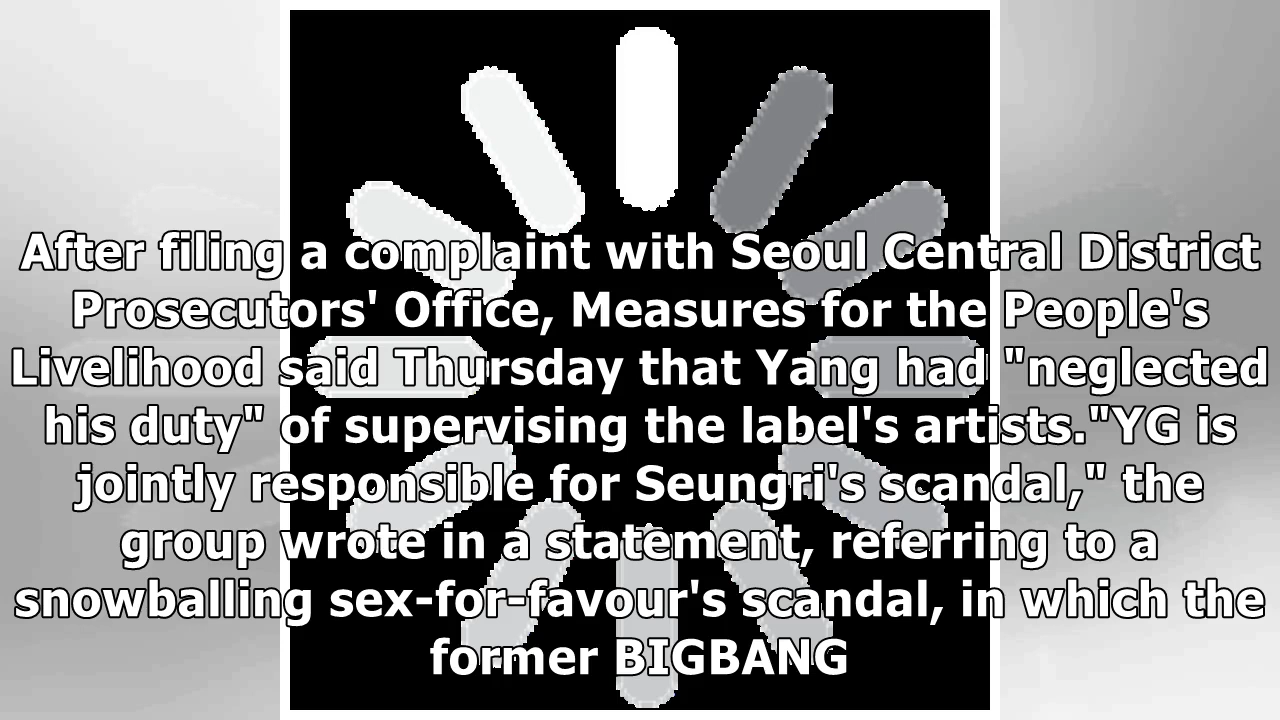 After filing a complaint with Seoul Central District
Prosecutors' Office, Measures for the People's
Livelihood said Thursday that Yang had "neglected
his duty" of supervising the label's artists."YG is
jointly responsible for Seungri's scandal," the
group wrote in a statement, referring to a
snowballing sex-for-favour's scandal, in which the
former BIGBANG